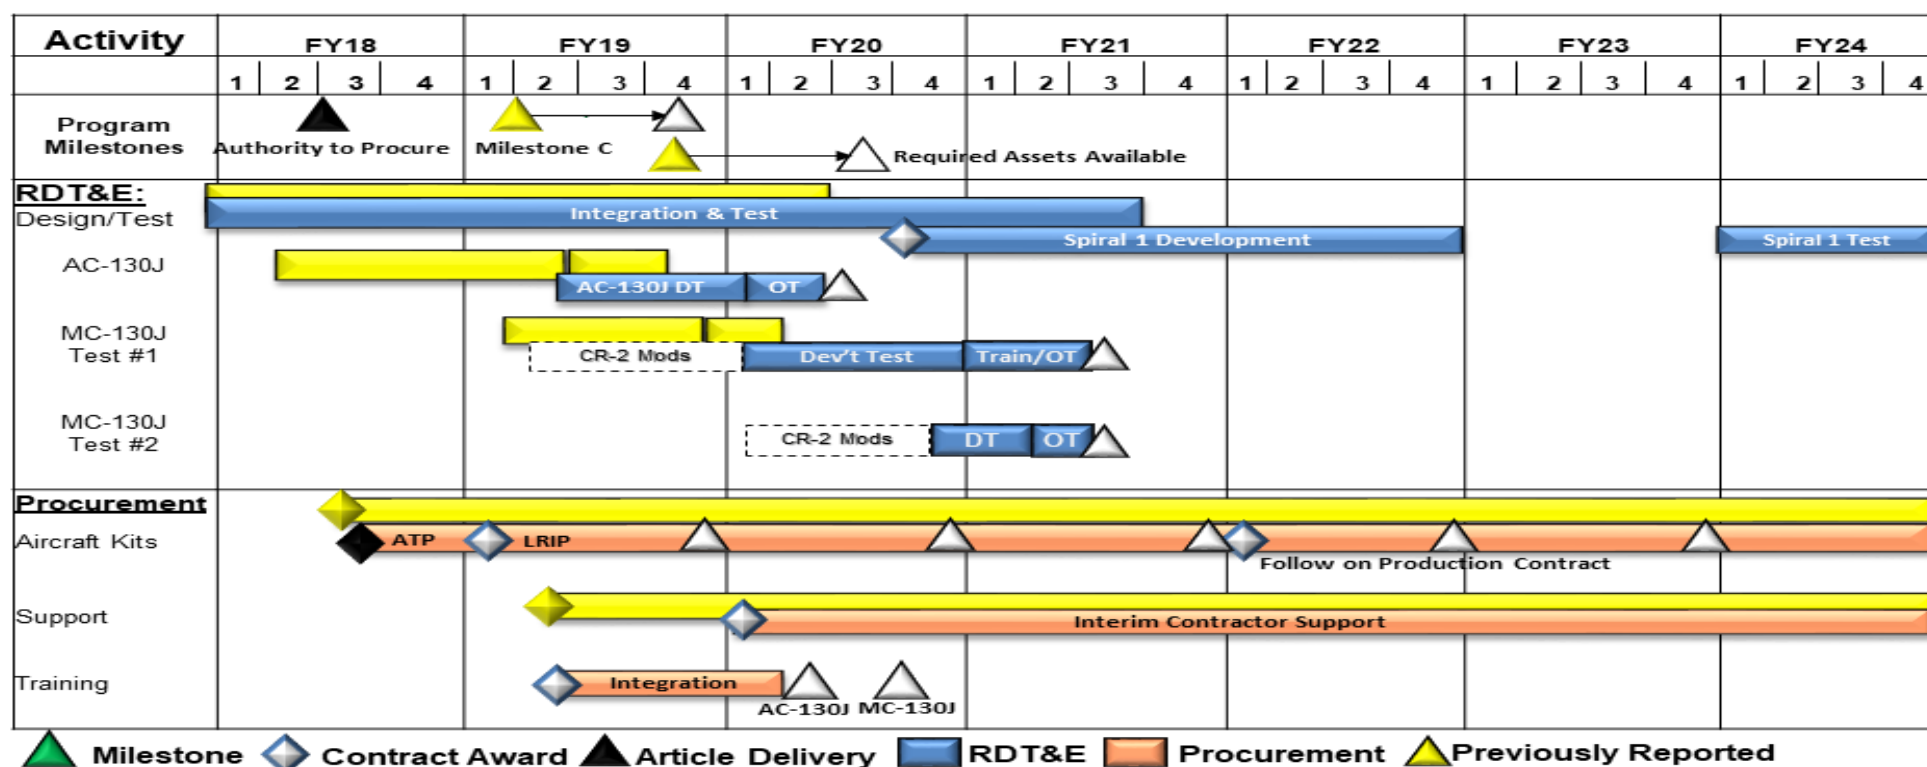 Activity FY18 FY19 FY20 FY21 FY22 FY23 FY24
1 2 3 4 1 2 3 4 1 2 3 4 1 2 3 4 1 2 3 4 1 2 3 4 1 2 3 4
Program
Milestones
Authority to Procure Milestone C
Required Assets Available
RDT&E:
Design/Test
Integration & Test
Spiral 1 Development Spiral 1 Test
AC-130J
AC-130J DT OT
MC-130J
Test #1
CR-2 Mods Dev't Test Train/OT
MC-130J
Test #2
CR-2 Mods DT OT
Procurement
Aircraft Kits ATP LRIP
Follow on Production Contract
Support Interim Contractor Support
Training Integration
AC-130J MC-130J
Milestone Contract Award Article Delivery RDT&E Procurement Previously Reported